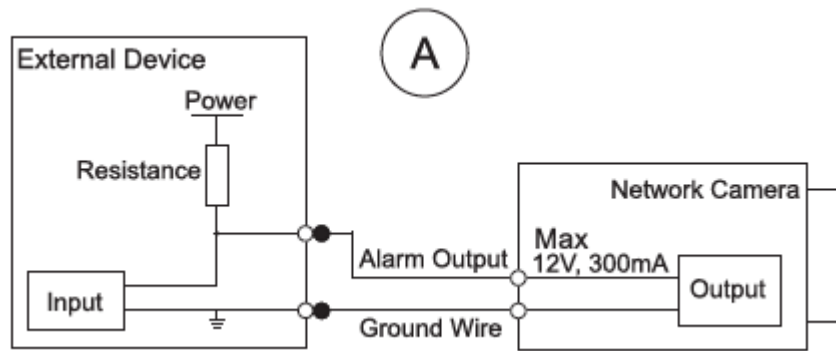 A
External Device
Power
Resistance
Network Camera
Alarm Output
Max
12V, 300mA
Input
Output
Ground Wire